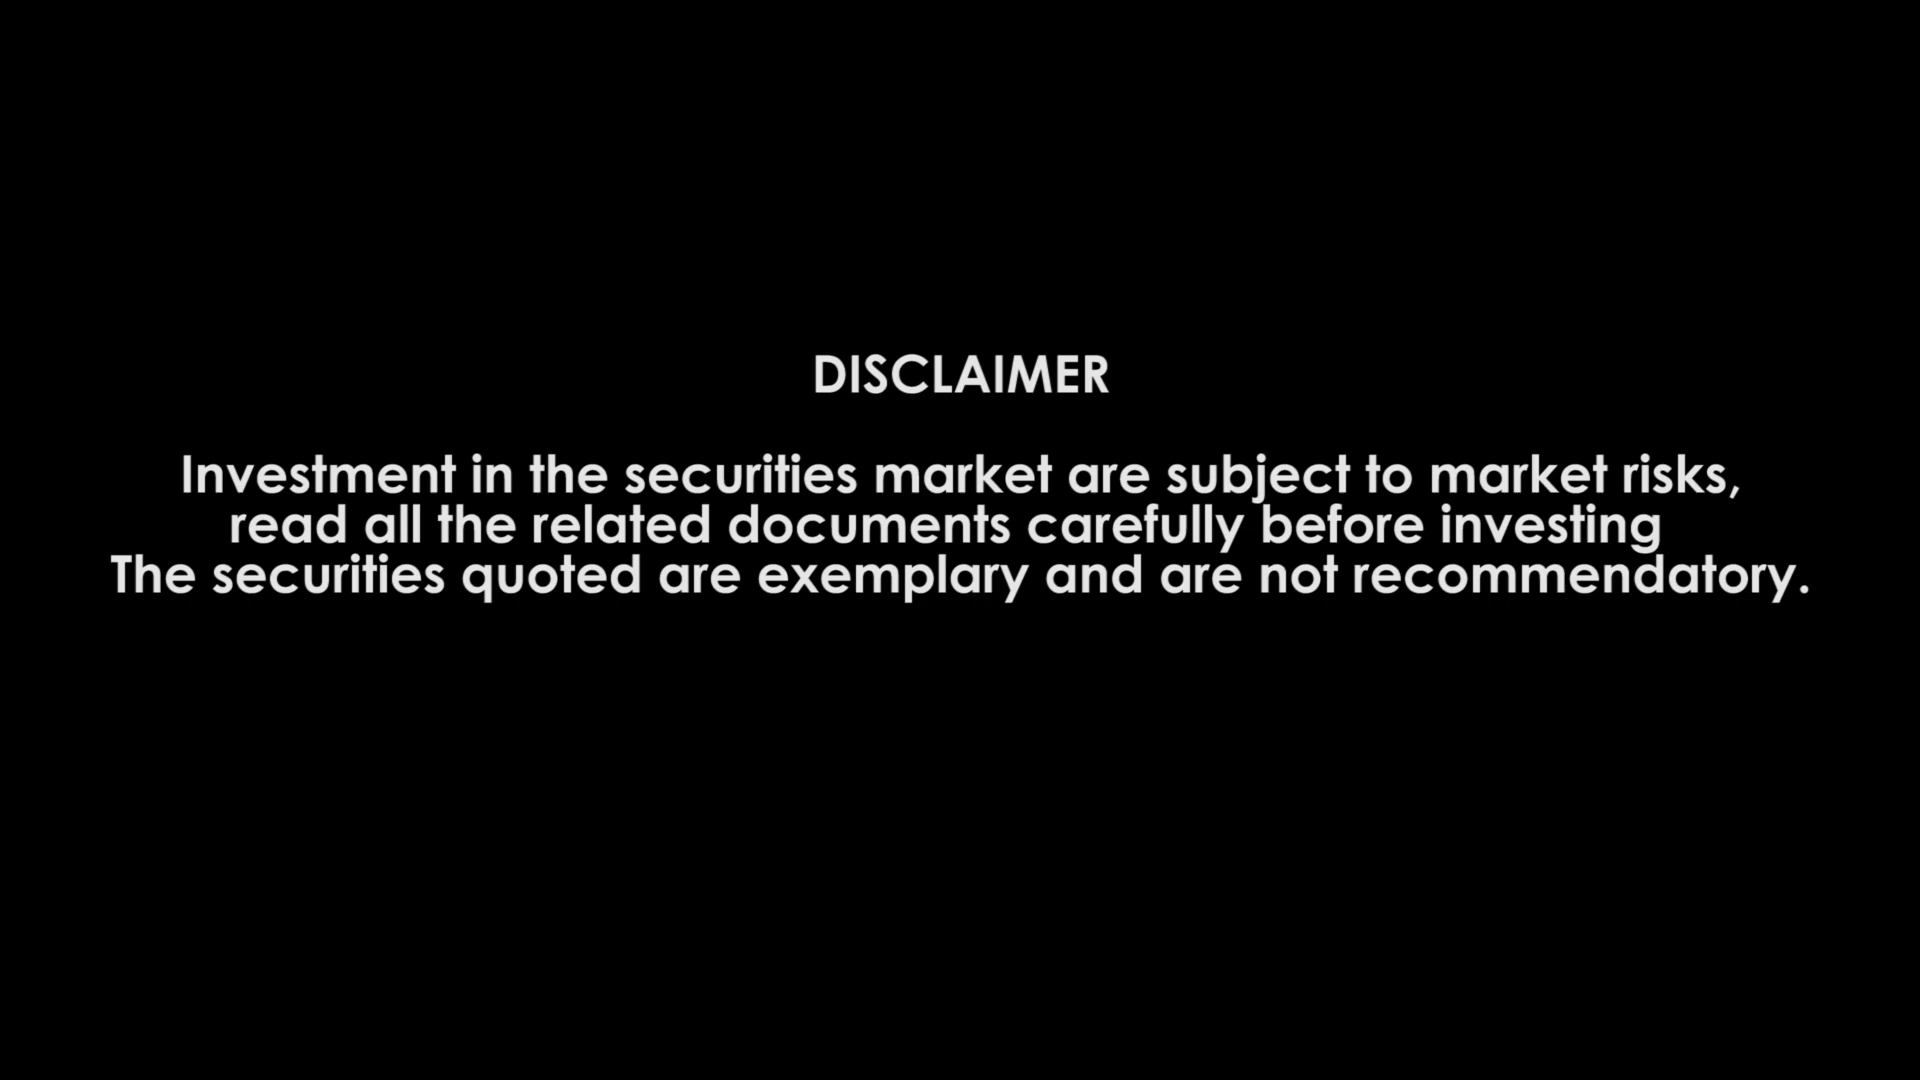 DISCLAIMER
Investment in the securities market are subject to market risks,
read all the related documents carefully before investing
The securities quoted are exemplary and are not recommendatory.